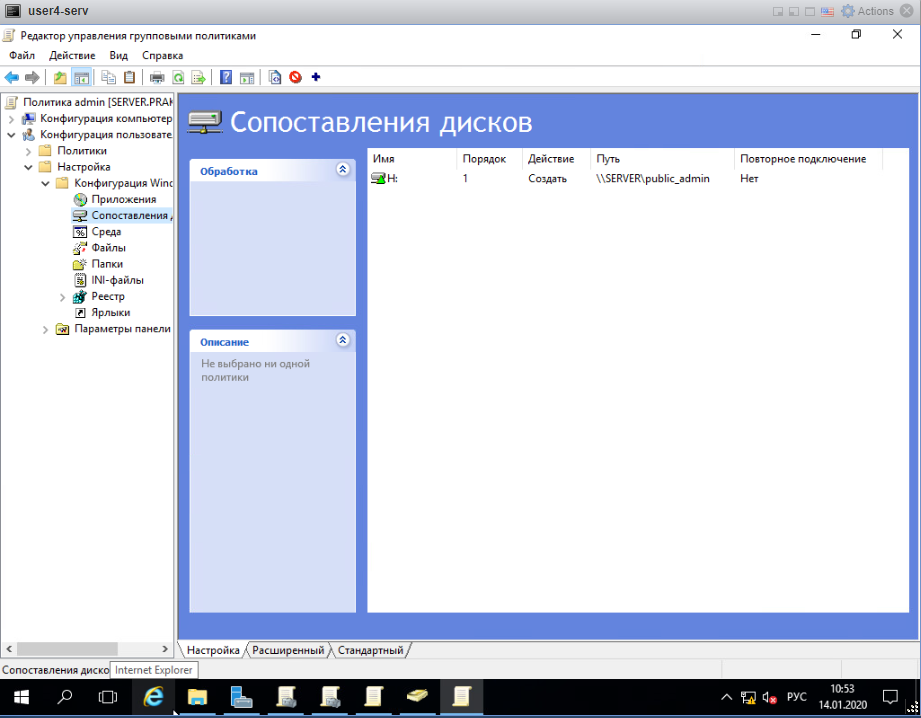 user4-serv
Actions
Редактор управления групповыми политиками
Файл Действие Вид Справка
Политика admin [SERVER.PRAK
Конфигурация компьютер
Конфигурация пользовате
Политики
Настройка
Конфигурация Winc
Приложения
Сопоставления д
Среда
Файлы
Папки
INI-файлы
Реестр
Ярлыки
Параметры панели
Сопоставления дисков
Обработка
Описание
Не выбрано ни одной
политики
Имя Порядок Действие Путь Повторное подключение
H: 1 Создать \\SERVER\public_admin Нет
Настройка Расширенный Стандартный
Сопоставления диско
Internet Explorer
РУС
10:53
14.01.2020